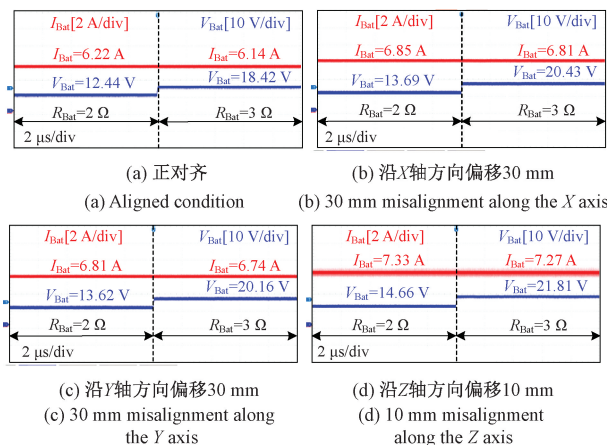 I_Bat[2 A/div] V_Bat[10 V/div]
I_Bat=6.22 A I_Bat=6.14 A
V_Bat=12.44 V V_Bat=18.42 V
R_Bat=2 Ω R_Bat=3 Ω
2 μs/div
(a) 正对齐
(a) Aligned condition
I_Bat[2 A/div] V_Bat[10 V/div]
I_Bat=6.85 A I_Bat=6.81 A
V_Bat=13.69 V V_Bat=20.43 V
R_Bat=2 Ω R_Bat=3 Ω
2 μs/div
(b) 沿X轴方向偏移30 mm
(b) 30 mm misalignment along the X axis
I_Bat[2 A/div] V_Bat[10 V/div]
I_Bat=6.81 A I_Bat=6.74 A
V_Bat=13.62 V V_Bat=20.16 V
R_Bat=2 Ω R_Bat=3 Ω
2 μs/div
(c) 沿Y轴方向偏移30 mm
(c) 30 mm misalignment along
the Y axis
I_Bat[2 A/div] V_Bat[10 V/div]
I_Bat=7.33 A I_Bat=7.27 A
V_Bat=14.66 V V_Bat=21.81 V
R_Bat=2 Ω R_Bat=3 Ω
2 μs/div
(d) 沿Z轴方向偏移10 mm
(d) 10 mm misalignment
along the Z axis